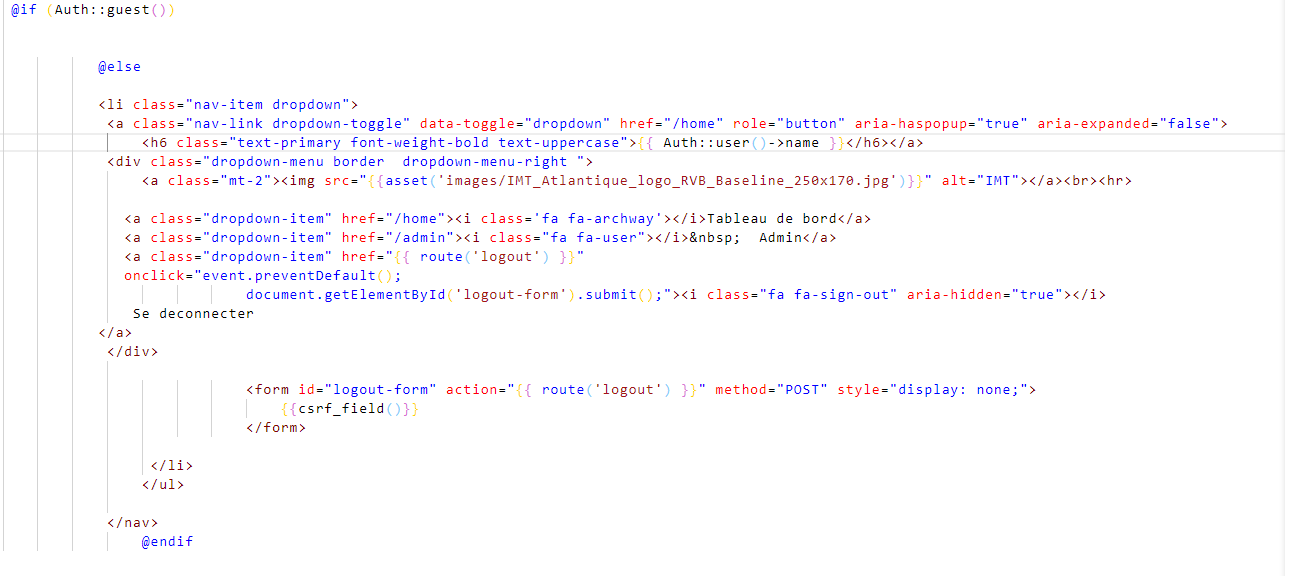 @if (Auth::guest())
@else
<li class="nav-item dropdown">
<a class="nav-link dropdown-toggle" data-toggle="dropdown" href="/home" role="button" aria-haspopup="true" aria-expanded="false">
<h6 class="text-primary font-weight-bold text-uppercase">{{ Auth::user()->name }}</h6></a>
<div class="dropdown-menu border  dropdown-menu-right ">
<a class="mt-2"><img src="{{asset('images/IMT_Atlantique_logo_RVB_Baseline_250x170.jpg')}}" alt="IMT"></a><br><hr>
<a class="dropdown-item" href="/home"><i class='fa fa-archway'></i>Tableau de bord</a>
<a class="dropdown-item" href="/admin"><i class="fa fa-user"></i>&nbsp;  Admin</a>
<a class="dropdown-item" href="{{ route('logout') }}"
onclick="event.preventDefault();
document.getElementById('logout-form').submit();"><i class="fa fa-sign-out" aria-hidden="true"></i>
Se deconnecter
</a>
</div>
<form id="logout-form" action="{{ route('logout') }}" method="POST" style="display: none;">
{{csrf_field()}}
</form>
</li>
</ul>
</nav>
@endif